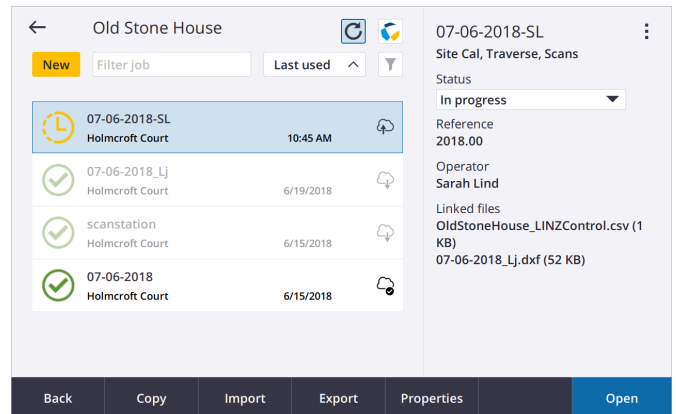 Old Stone House
New
Filter job
Last used
07-06-2018-SL
Holmcroft Court
10:45 AM
07-06-2018_Lj
Holmcroft Court
6/19/2018
scanstation
Holmcroft Court
6/15/2018
07-06-2018
Holmcroft Court
6/15/2018
07-06-2018-SL
Site Cal, Traverse, Scans
Status
In progress
Reference
2018.00
Operator
Sarah Lind
Linked files
OldStoneHouse_LINZControl.csv (1
KB)
07-06-2018_Lj.dxf (52 KB)
Back
Copy
Import
Export
Properties
Open